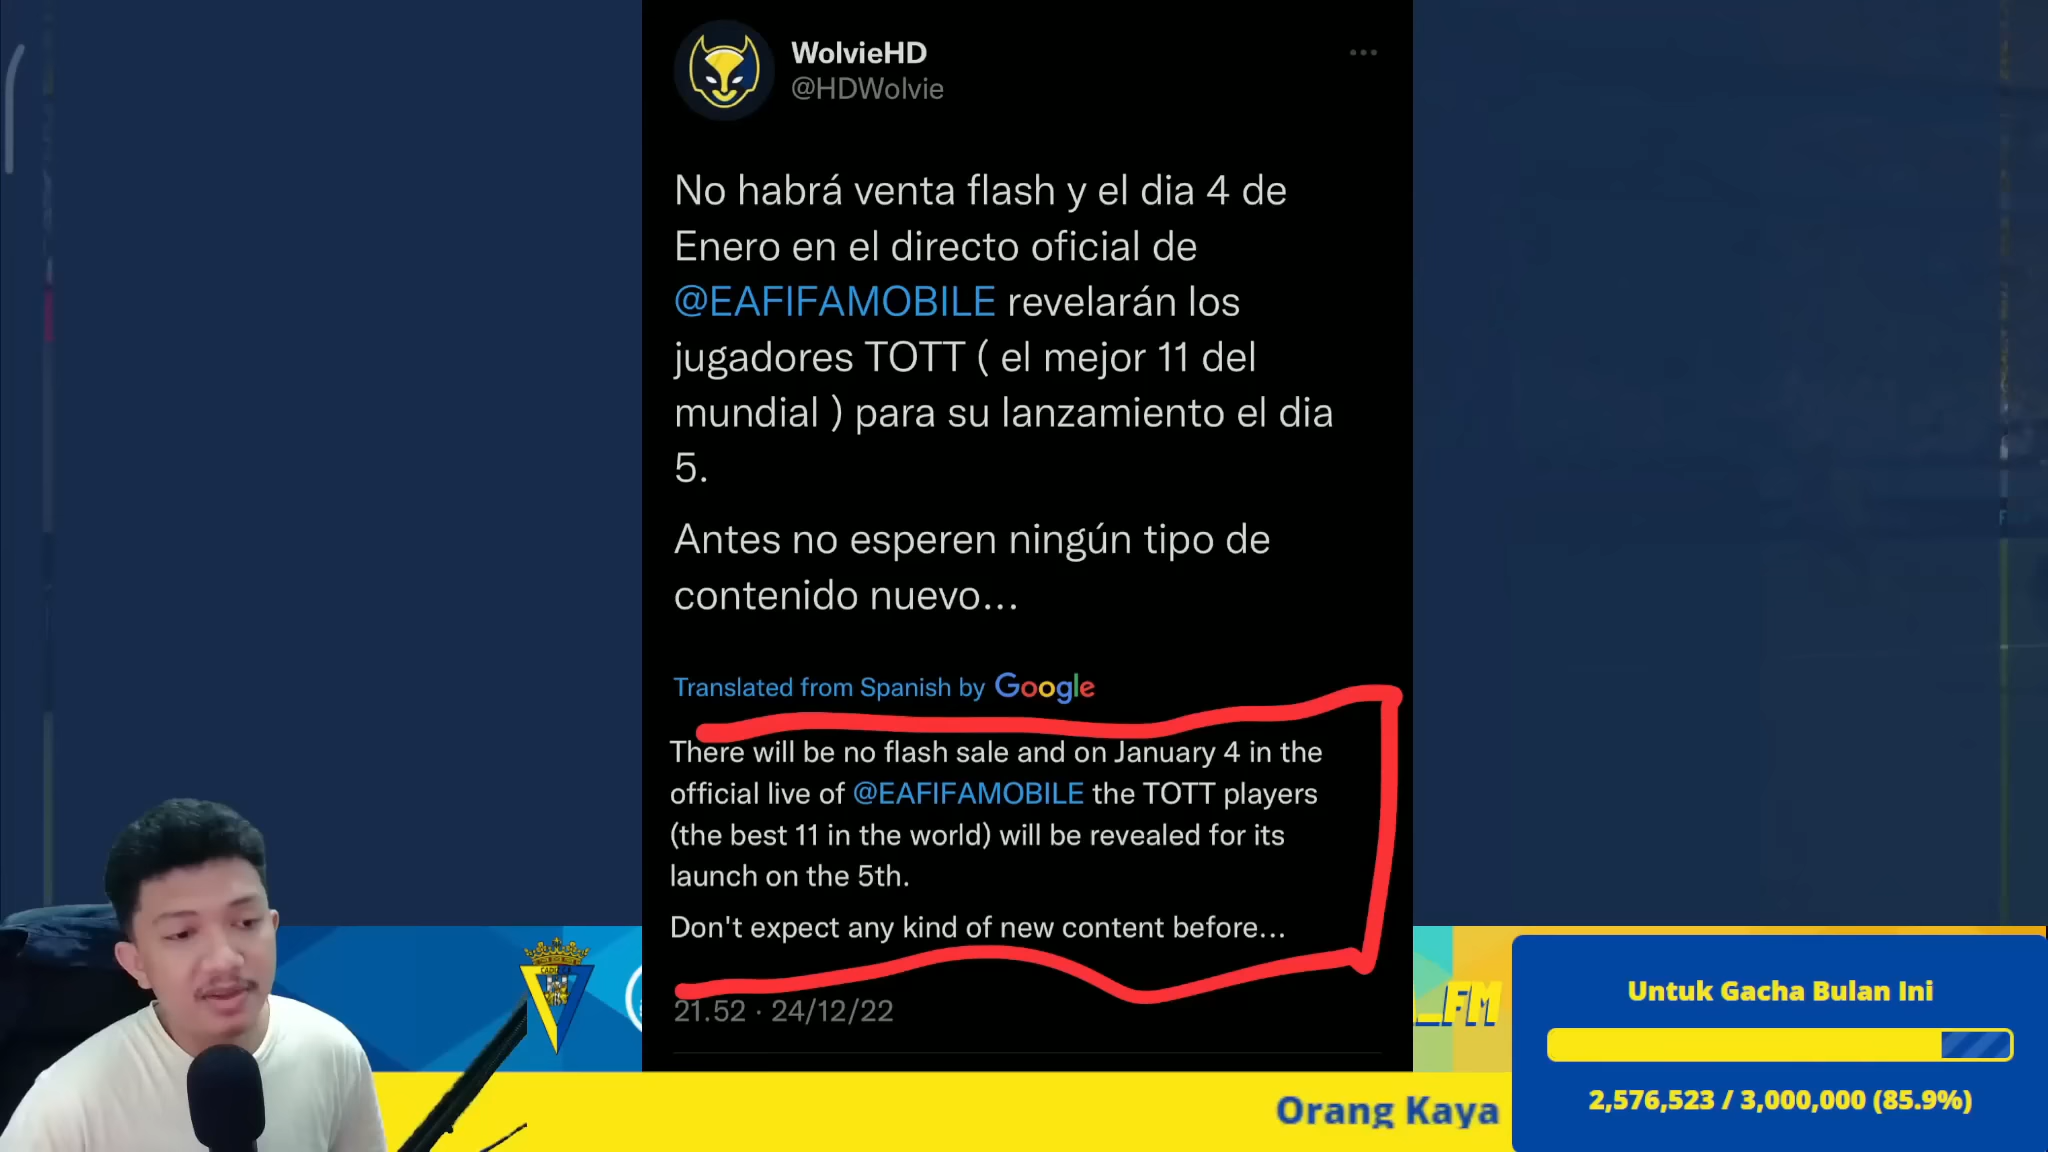 WolvieHD
@HDWolvie
No habrá venta flash y el dia 4 de
Enero en el directo oficial de
@EAFIFAMOBILE revelarán los
jugadores TOTT ( el mejor 11 del
mundial ) para su lanzamiento el dia
5.
Antes no esperen ningún tipo de
contenido nuevo...
Translated from Spanish by Google
There will be no flash sale and on January 4 in the
official live of @EAFIFAMOBILE the TOTT players
(the best 11 in the world) will be revealed for its
launch on the 5th.
Don't expect any kind of new content before...
21.52 · 24/12/22
_FM
Untuk Gacha Bulan Ini
2,576,523 / 3,000,000 (85.9%)
Orang Kaya